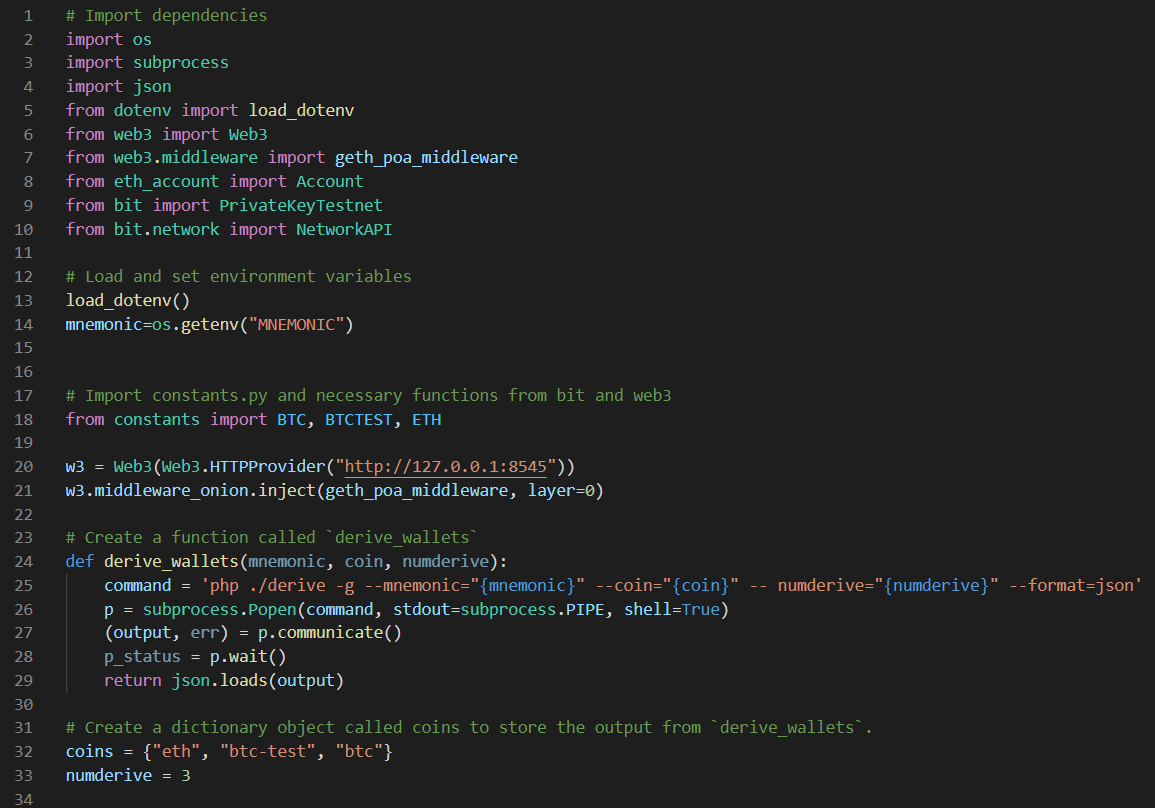 1 # Import dependencies
2 import os
3 import subprocess
4 import json
5 from dotenv import load_dotenv
6 from web3 import Web3
7 from web3.middleware import geth_poa_middleware
8 from eth_account import Account
9 from bit import PrivateKeyTestnet
10 from bit.network import NetworkAPI
11
12 # Load and set environment variables
13 load_dotenv()
14 mnemonic=os.getenv("MNEMONIC")
15
16
17 # Import constants.py and necessary functions from bit and web3
18 from constants import BTC, BTCTEST, ETH
19
20 w3 = Web3(Web3.HTTPProvider("http://127.0.0.1:8545"))
21 w3.middleware_onion.inject(geth_poa_middleware, layer=0)
22
23 # Create a function called `derive_wallets`
24 def derive_wallets(mnemonic, coin, numderive):
25     command = 'php ./derive -g --mnemonic="{mnemonic}" --coin="{coin}" -- numderive="{numderive}" --format=json'
26     p = subprocess.Popen(command, stdout=subprocess.PIPE, shell=True)
27     (output, err) = p.communicate()
28     p_status = p.wait()
29     return json.loads(output)
30
31 # Create a dictionary object called coins to store the output from `derive_wallets`.
32 coins = {"eth", "btc-test", "btc"}
33 numderive = 3
34